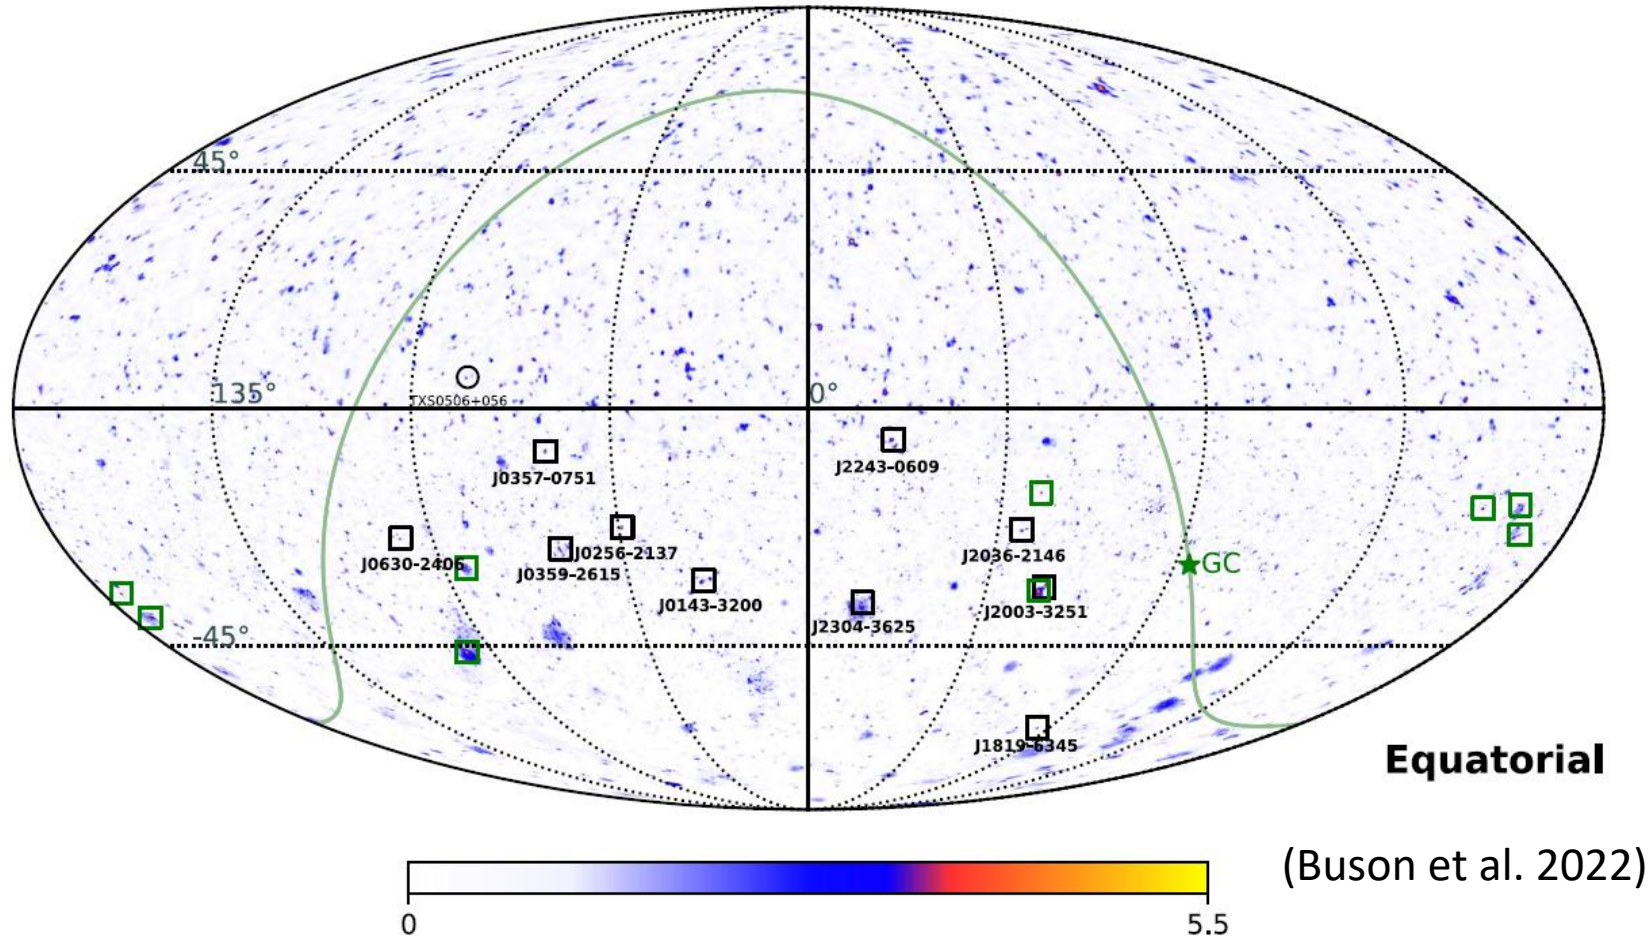 45°
135°
0°
TXS0506+056
J0357-0751
J2243-0609
J0630-2406
J0256-2137
J0359-2615
J2036-2146
GC
J0143-3200
J2003-3251
J2304-3625
-45°
J1819-6345
Equatorial
(Buson et al. 2022)
0
5.5